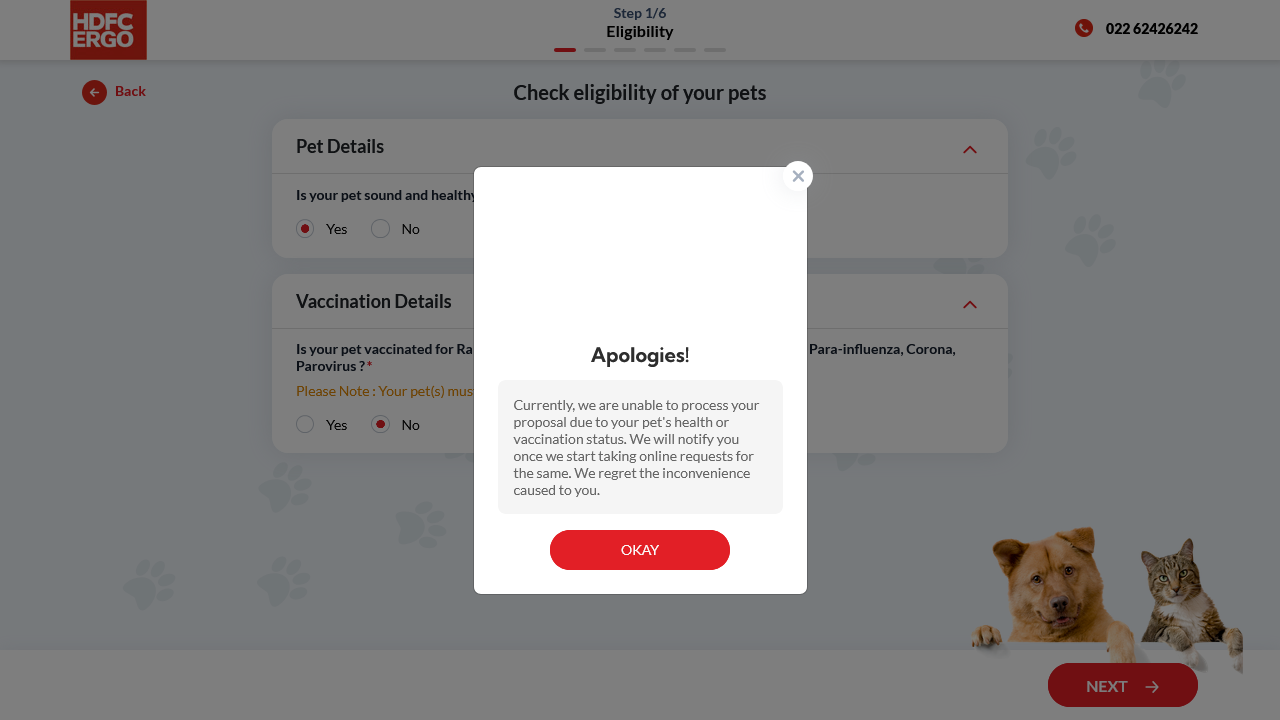 HDFC
ERGO
Step 1/6
Eligibility
022 62426242
Back
Check eligibility of your pets
Pet Details
Is your pet sound and healthy
Yes
No
Vaccination Details
Is your pet vaccinated for Ra
Para-influenza, Corona,
Parovirus ? *
Please Note : Your pet(s) mus
Yes
No
Apologies!
Currently, we are unable to process your
proposal due to your pet's health or
vaccination status. We will notify you
once we start taking online requests for
the same. We regret the inconvenience
caused to you.
OKAY
NEXT